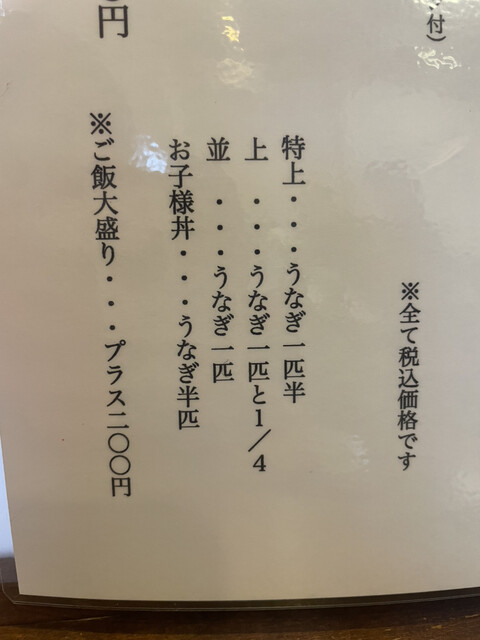 付）
※全て税込価格です
特上・・・うなぎ一匹半
上・・・うなぎ一匹と１／４
並・・・うなぎ一匹
お子様丼・・・うなぎ半匹
※ご飯大盛り・・・プラス二〇〇円
〇円